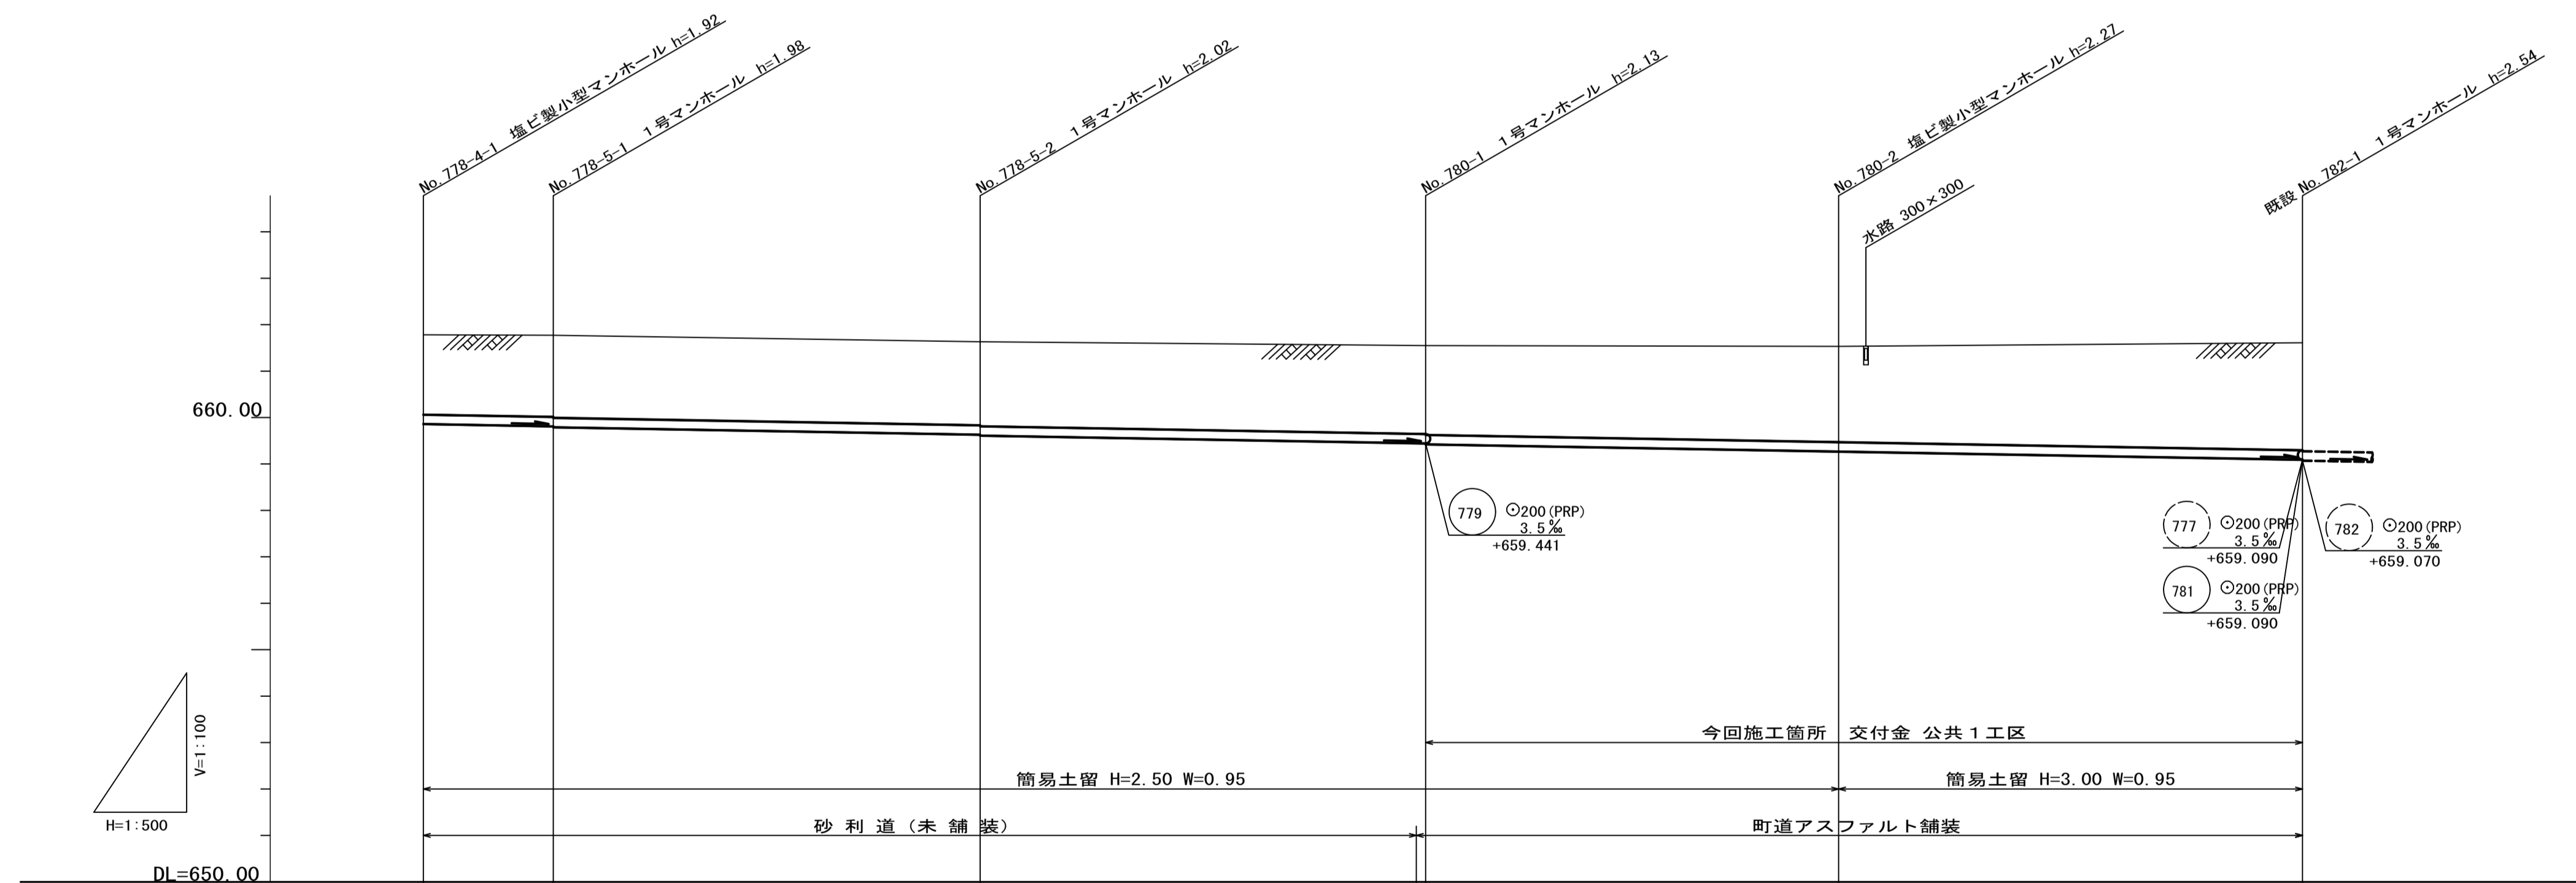 No.778-4-1　塩ビ製小型マンホール h=1.92
No.778-5-1　1号マンホール　h=1.98
No.778-5-2　1号マンホール　h=2.02
No.780-1　1号マンホール　h=2.13
No.780-2　塩ビ製小型マンホール h=2.27
既設 No.782-1　1号マンホール　h=2.54
水路 300×300
660.00
779 ⊙200(PRP)
3.5‰
+659.441
777 ⊙200(PRP)
3.5‰
+659.090
782 ⊙200(PRP)
3.5‰
+659.070
781 ⊙200(PRP)
3.5‰
+659.090
V=1:100
H=1:500
今回施工箇所　交付金 公共１工区
簡易土留 H=2.50 W=0.95
簡易土留 H=3.00 W=0.95
砂 利 道（未 舗 装）
町道アスファルト舗装
DL=650.00